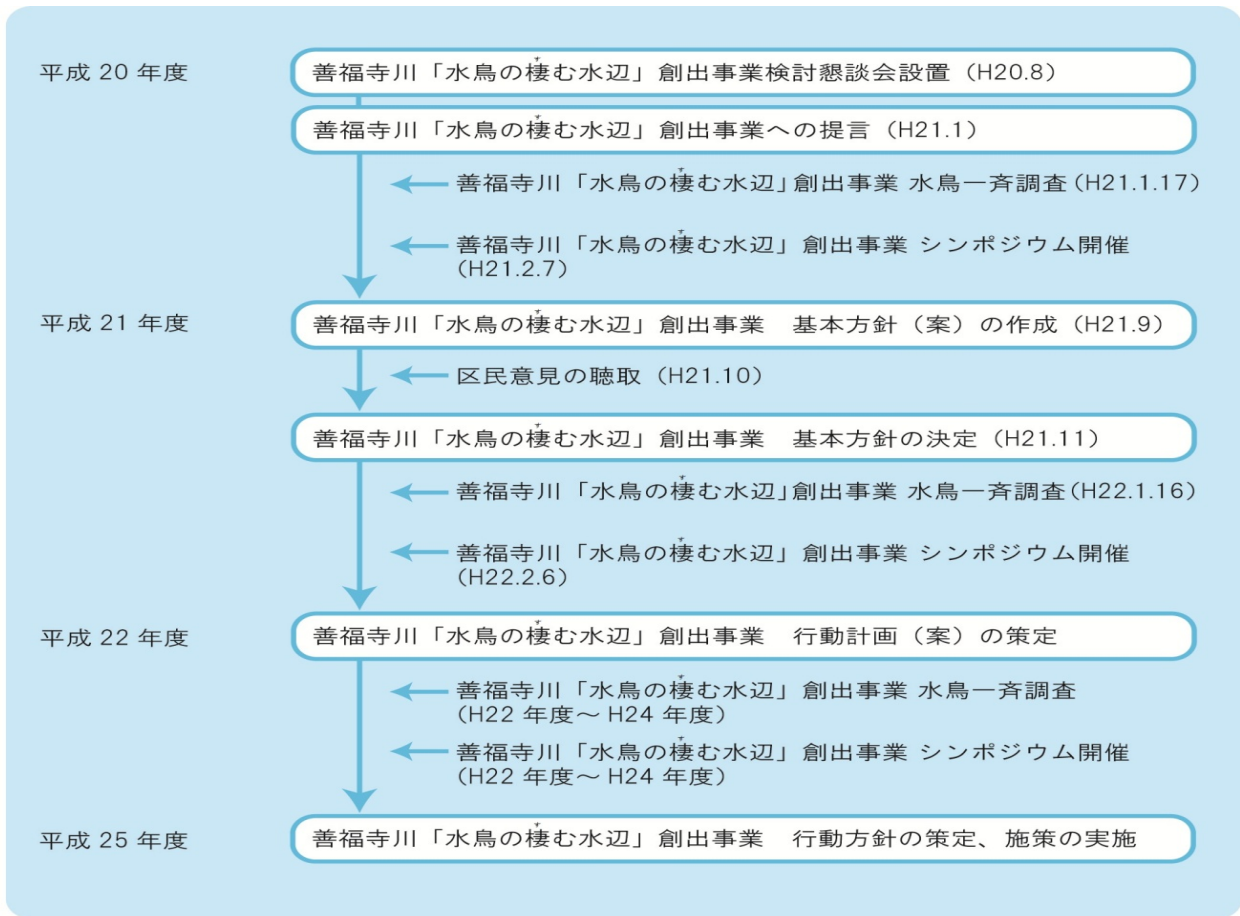 平成 20 年度
善福寺川「水鳥の棲む水辺」創出事業検討懇談会設置（H20.8）
善福寺川「水鳥の棲む水辺」創出事業への提言（H21.1）
善福寺川「水鳥の棲む水辺」創出事業 水鳥一斉調査（H21.1.17）
善福寺川「水鳥の棲む水辺」創出事業 シンポジウム開催
（H21.2.7）
平成 21 年度
善福寺川「水鳥の棲む水辺」創出事業　基本方針（案）の作成（H21.9）
区民意見の聴取（H21.10）
善福寺川「水鳥の棲む水辺」創出事業　基本方針の決定（H21.11）
善福寺川「水鳥の棲む水辺」創出事業 水鳥一斉調査（H22.1.16）
善福寺川「水鳥の棲む水辺」創出事業 シンポジウム開催
（H22.2.6）
平成 22 年度
善福寺川「水鳥の棲む水辺」創出事業　行動計画（案）の策定
善福寺川「水鳥の棲む水辺」創出事業 水鳥一斉調査
（H22 年度～ H24 年度）
善福寺川「水鳥の棲む水辺」創出事業 シンポジウム開催
（H22 年度～ H24 年度）
平成 25 年度
善福寺川「水鳥の棲む水辺」創出事業　行動方針の策定、施策の実施